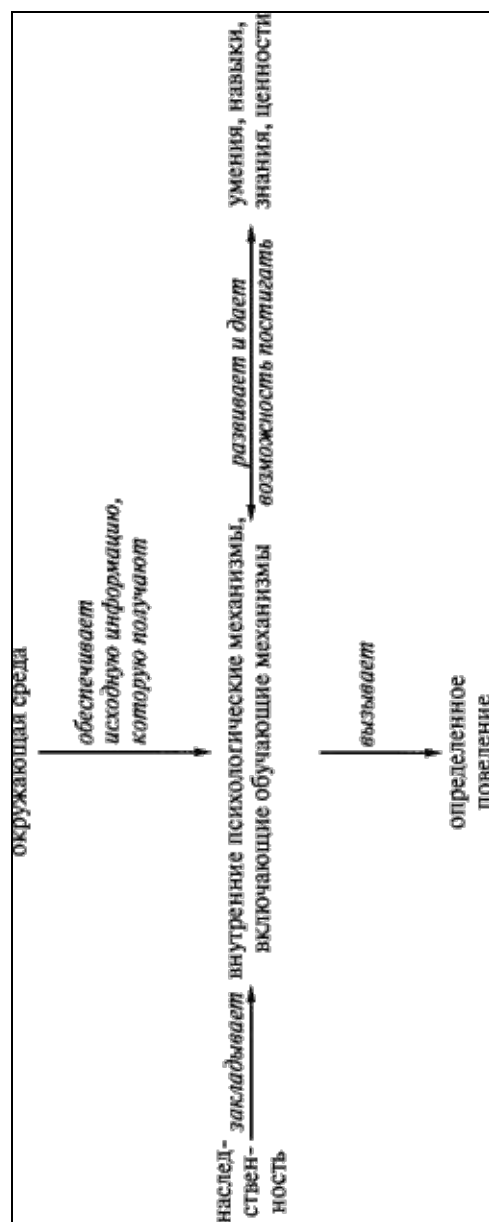 окружающая среда
обеспечивает
исходную информацию,
которую получают
наслед-
ствен-
ность
закладывает
внутренние психологические механизмы,
включающие обучающие механизмы
развивает и дает
возможность постигать
умения, навыки,
знания, ценности
вызывает
определенное
поведение